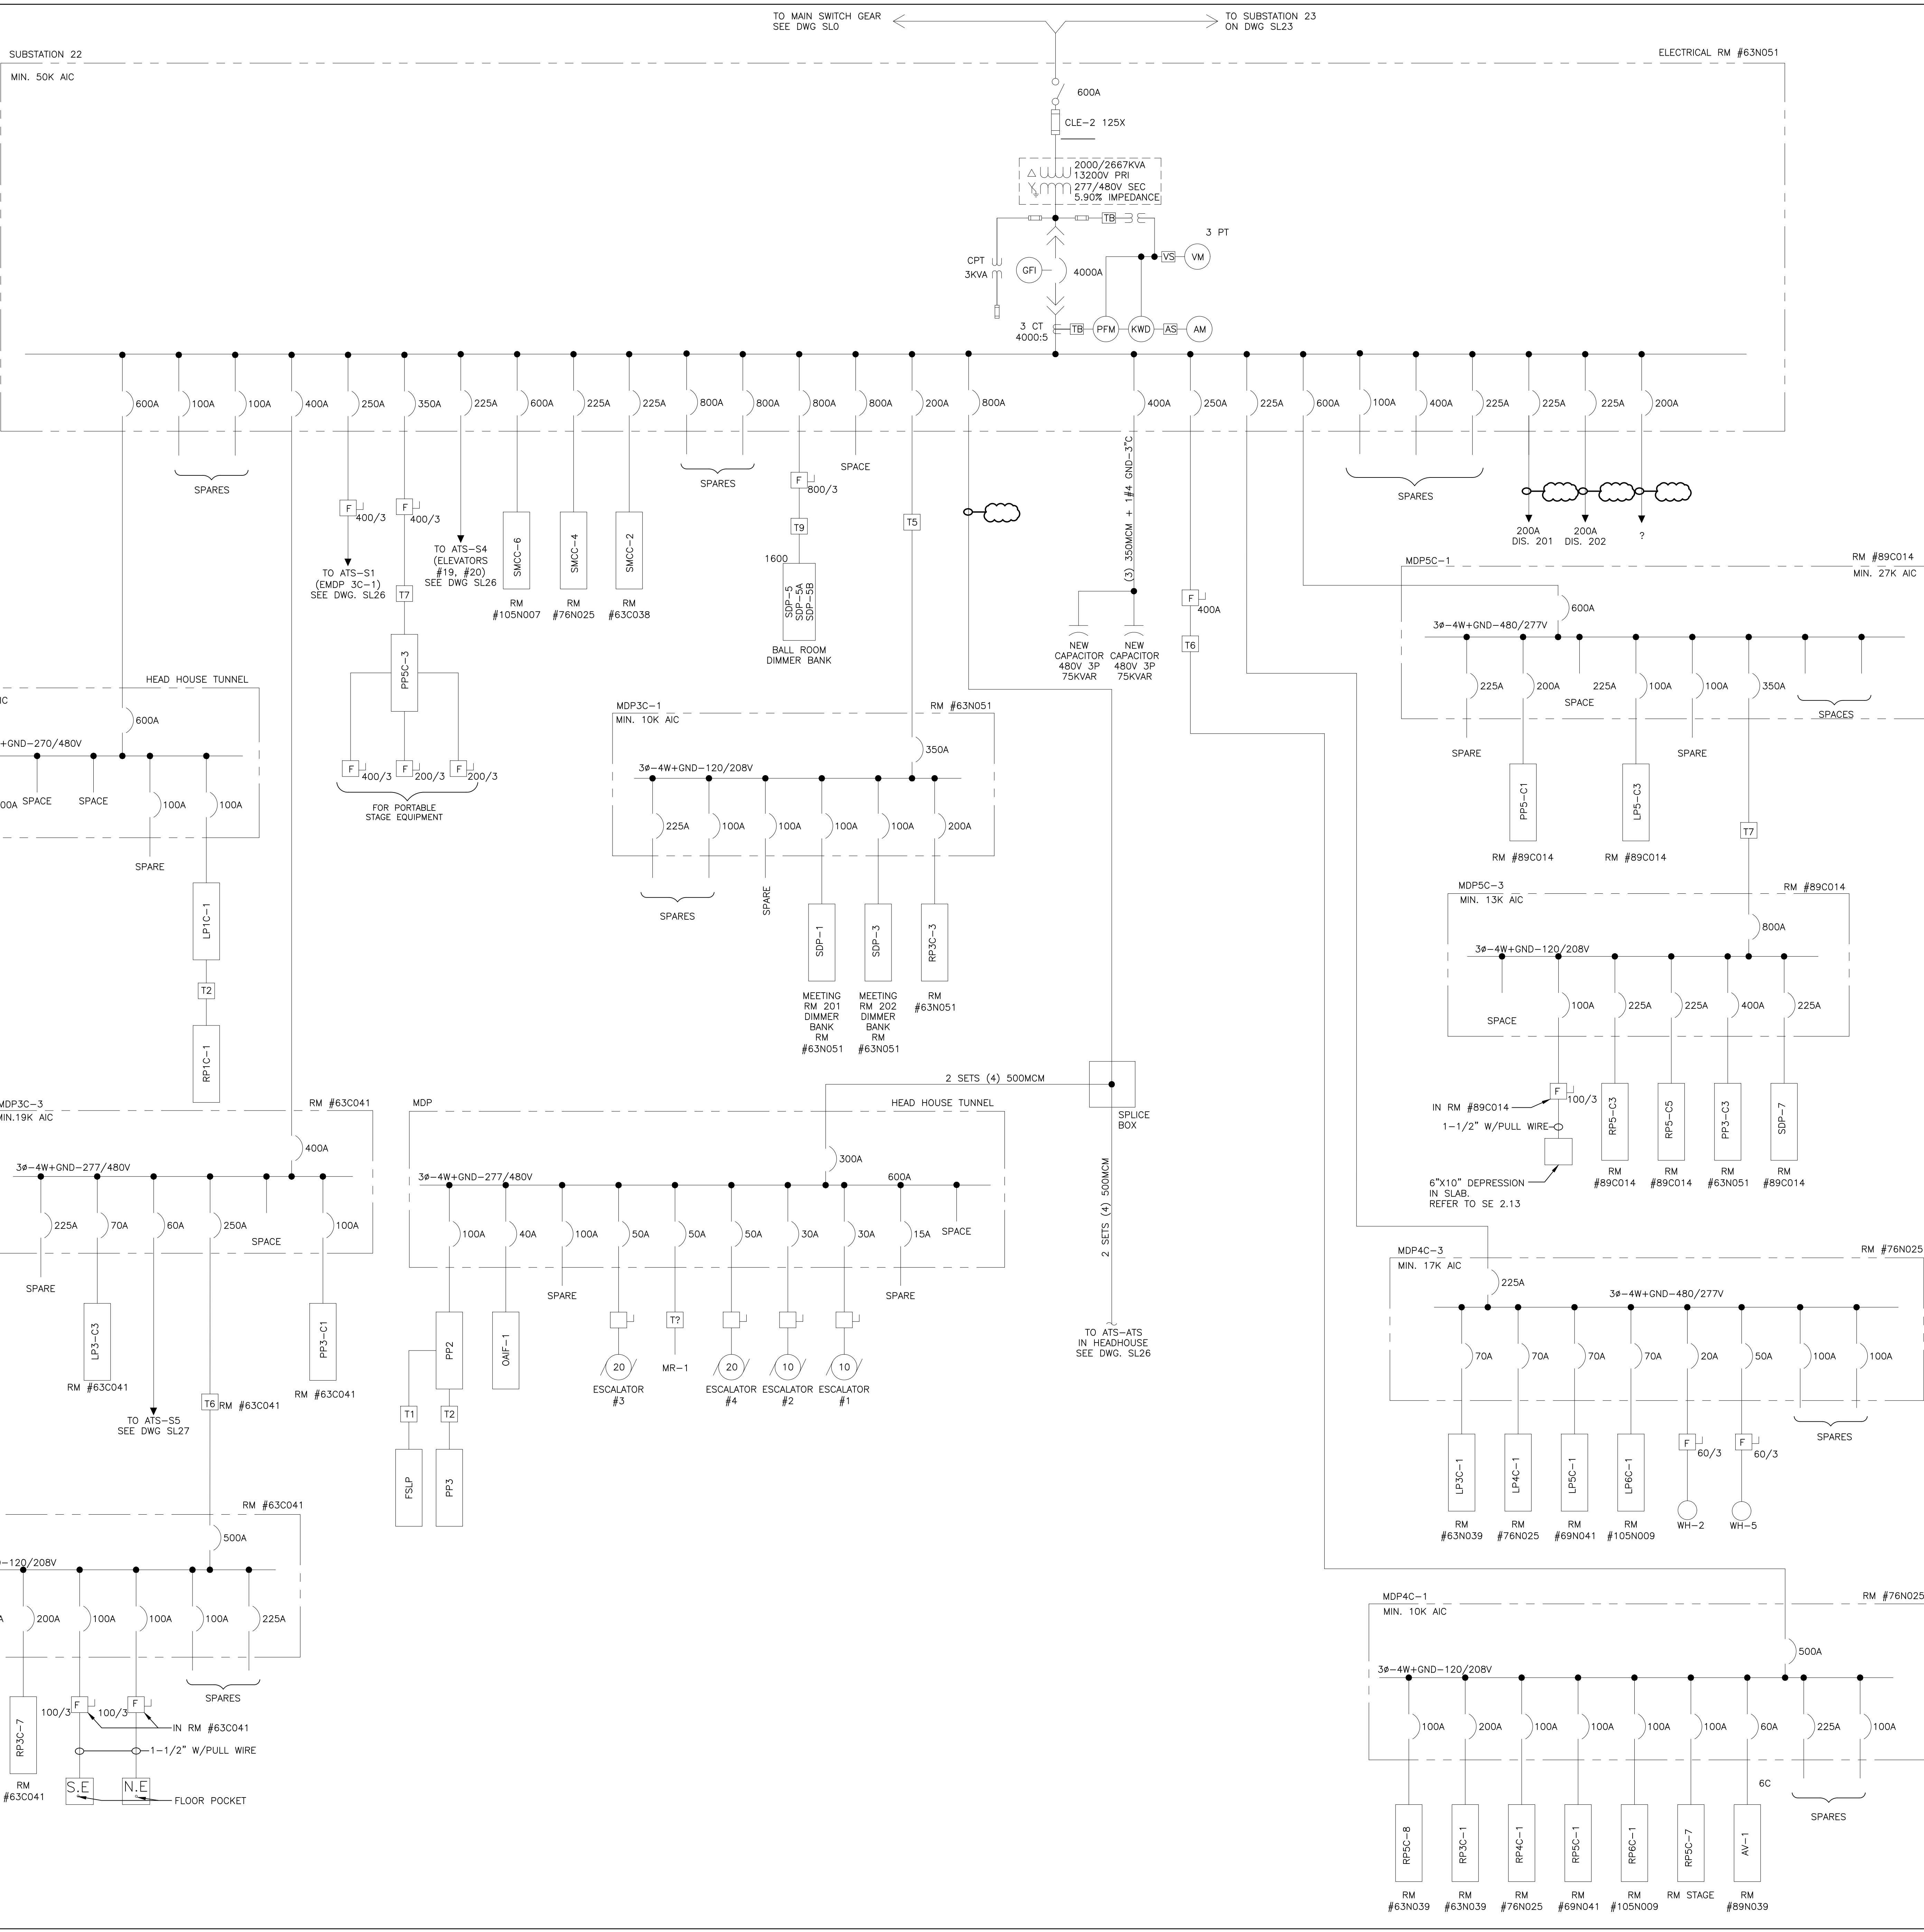 TO MAIN SWITCH GEAR
SEE DWG SL0
TO SUBSTATION 23
ON DWG SL23
SUBSTATION 22
MIN. 50K AIC
ELECTRICAL RM #63N051
600A
CLE-2 125X
2000/2667KVA
13200V PRI
277/480V SEC
5.90% IMPEDANCE
TB
3 PT
CPT
3KVA
GFI
4000A
VS
VM
3 CT
4000:5
TB
PFM
KWD
AS
AM
600A
100A
100A
400A
250A
350A
225A
600A
225A
225A
800A
800A
800A
800A
200A
800A
400A
250A
225A
600A
100A
400A
225A
225A
225A
200A
SPARES
F
400/3
TO ATS-S1
(EMDP 3C-1)
SEE DWG. SL26
F
400/3
T7
PP5C-3
F
400/3
F
200/3
F
200/3
FOR PORTABLE
STAGE EQUIPMENT
TO ATS-S4
(ELEVATORS
#19, #20)
SEE DWG SL26
SMCC-6
RM
#105N007
SMCC-4
RM
#76N025
SMCC-2
RM
#63C038
SPARES
F
800/3
T9
1600
SDP-5
SDP-5A
SDP-5B
BALL ROOM
DIMMER BANK
SPACE
T5
(3) 350MCM + 1#4 GND-3"C
NEW
CAPACITOR
480V 3P
75KVAR
NEW
CAPACITOR
480V 3P
75KVAR
F
400A
T6
SPARES
200A
DIS. 201
200A
DIS. 202
?
MDP5C-1
RM #89C014
MIN. 27K AIC
600A
3ø-4W+GND-480/277V
225A
200A
225A
SPACE
100A
100A
350A
SPACES
SPARE
SPARE
PP5-C1
RM #89C014
LP5-C3
RM #89C014
T7
HEAD HOUSE TUNNEL
IC
600A
+GND-270/480V
00A
SPACE
SPACE
100A
100A
SPARE
LP1C-1
T2
RP1C-1
MDP3C-1
RM #63N051
MIN. 10K AIC
350A
3ø-4W+GND-120/208V
225A
100A
100A
100A
100A
200A
SPARES
SPARE
SDP-1
MEETING
RM 201
DIMMER
BANK
RM
#63N051
SDP-3
MEETING
RM 202
DIMMER
BANK
RM
#63N051
RP3C-3
RM
#63N051
MDP5C-3
RM #89C014
MIN. 13K AIC
800A
3ø-4W+GND-120/208V
SPACE
100A
225A
225A
400A
225A
F
100/3
IN RM #89C014
1-1/2" W/PULL WIRE
6"X10" DEPRESSION
IN SLAB.
REFER TO SE 2.13
RP5-C3
RM
#89C014
RP5-C5
RM
#89C014
PP3-C3
RM
#63N051
SDP-7
RM
#89C014
MDP3C-3
RM #63C041
MIN.19K AIC
400A
3ø-4W+GND-277/480V
225A
70A
60A
250A
SPACE
100A
SPARE
LP3-C3
RM #63C041
TO ATS-S5
SEE DWG SL27
T6
RM #63C041
PP3-C1
RM #63C041
2 SETS (4) 500MCM
SPLICE
BOX
2 SETS (4) 500MCM
TO ATS-ATS
IN HEADHOUSE
SEE DWG. SL26
MDP
HEAD HOUSE TUNNEL
300A
3ø-4W+GND-277/480V
600A
100A
40A
100A
50A
50A
50A
30A
30A
15A
SPACE
SPARE
SPARE
PP2
T1
FSLP
T2
PP3
OAIF-1
20
ESCALATOR
#3
T?
MR-1
20
ESCALATOR
#4
10
ESCALATOR
#2
10
ESCALATOR
#1
MDP4C-3
RM #76N025
MIN. 17K AIC
225A
3ø-4W+GND-480/277V
70A
70A
70A
70A
20A
50A
100A
100A
LP3C-1
RM
#63N039
LP4C-1
RM
#76N025
LP5C-1
RM
#69N041
LP6C-1
RM
#105N009
F
60/3
WH-2
F
60/3
WH-5
SPARES
RM #63C041
500A
-120/208V
A
200A
100A
100A
100A
225A
SPARES
RP3C-7
RM
#63C041
F
100/3
F
100/3
IN RM #63C041
1-1/2" W/PULL WIRE
S.E
N.E
FLOOR POCKET
MDP4C-1
RM #76N025
MIN. 10K AIC
500A
3ø-4W+GND-120/208V
100A
200A
100A
100A
100A
100A
60A
225A
100A
6C
SPARES
RP5C-8
RM
#63N039
RP3C-1
RM
#63N039
RP4C-1
RM
#76N025
RP5C-1
RM
#69N041
RP6C-1
RM
#105N009
RP5C-7
RM STAGE
AV-1
RM
#89N039